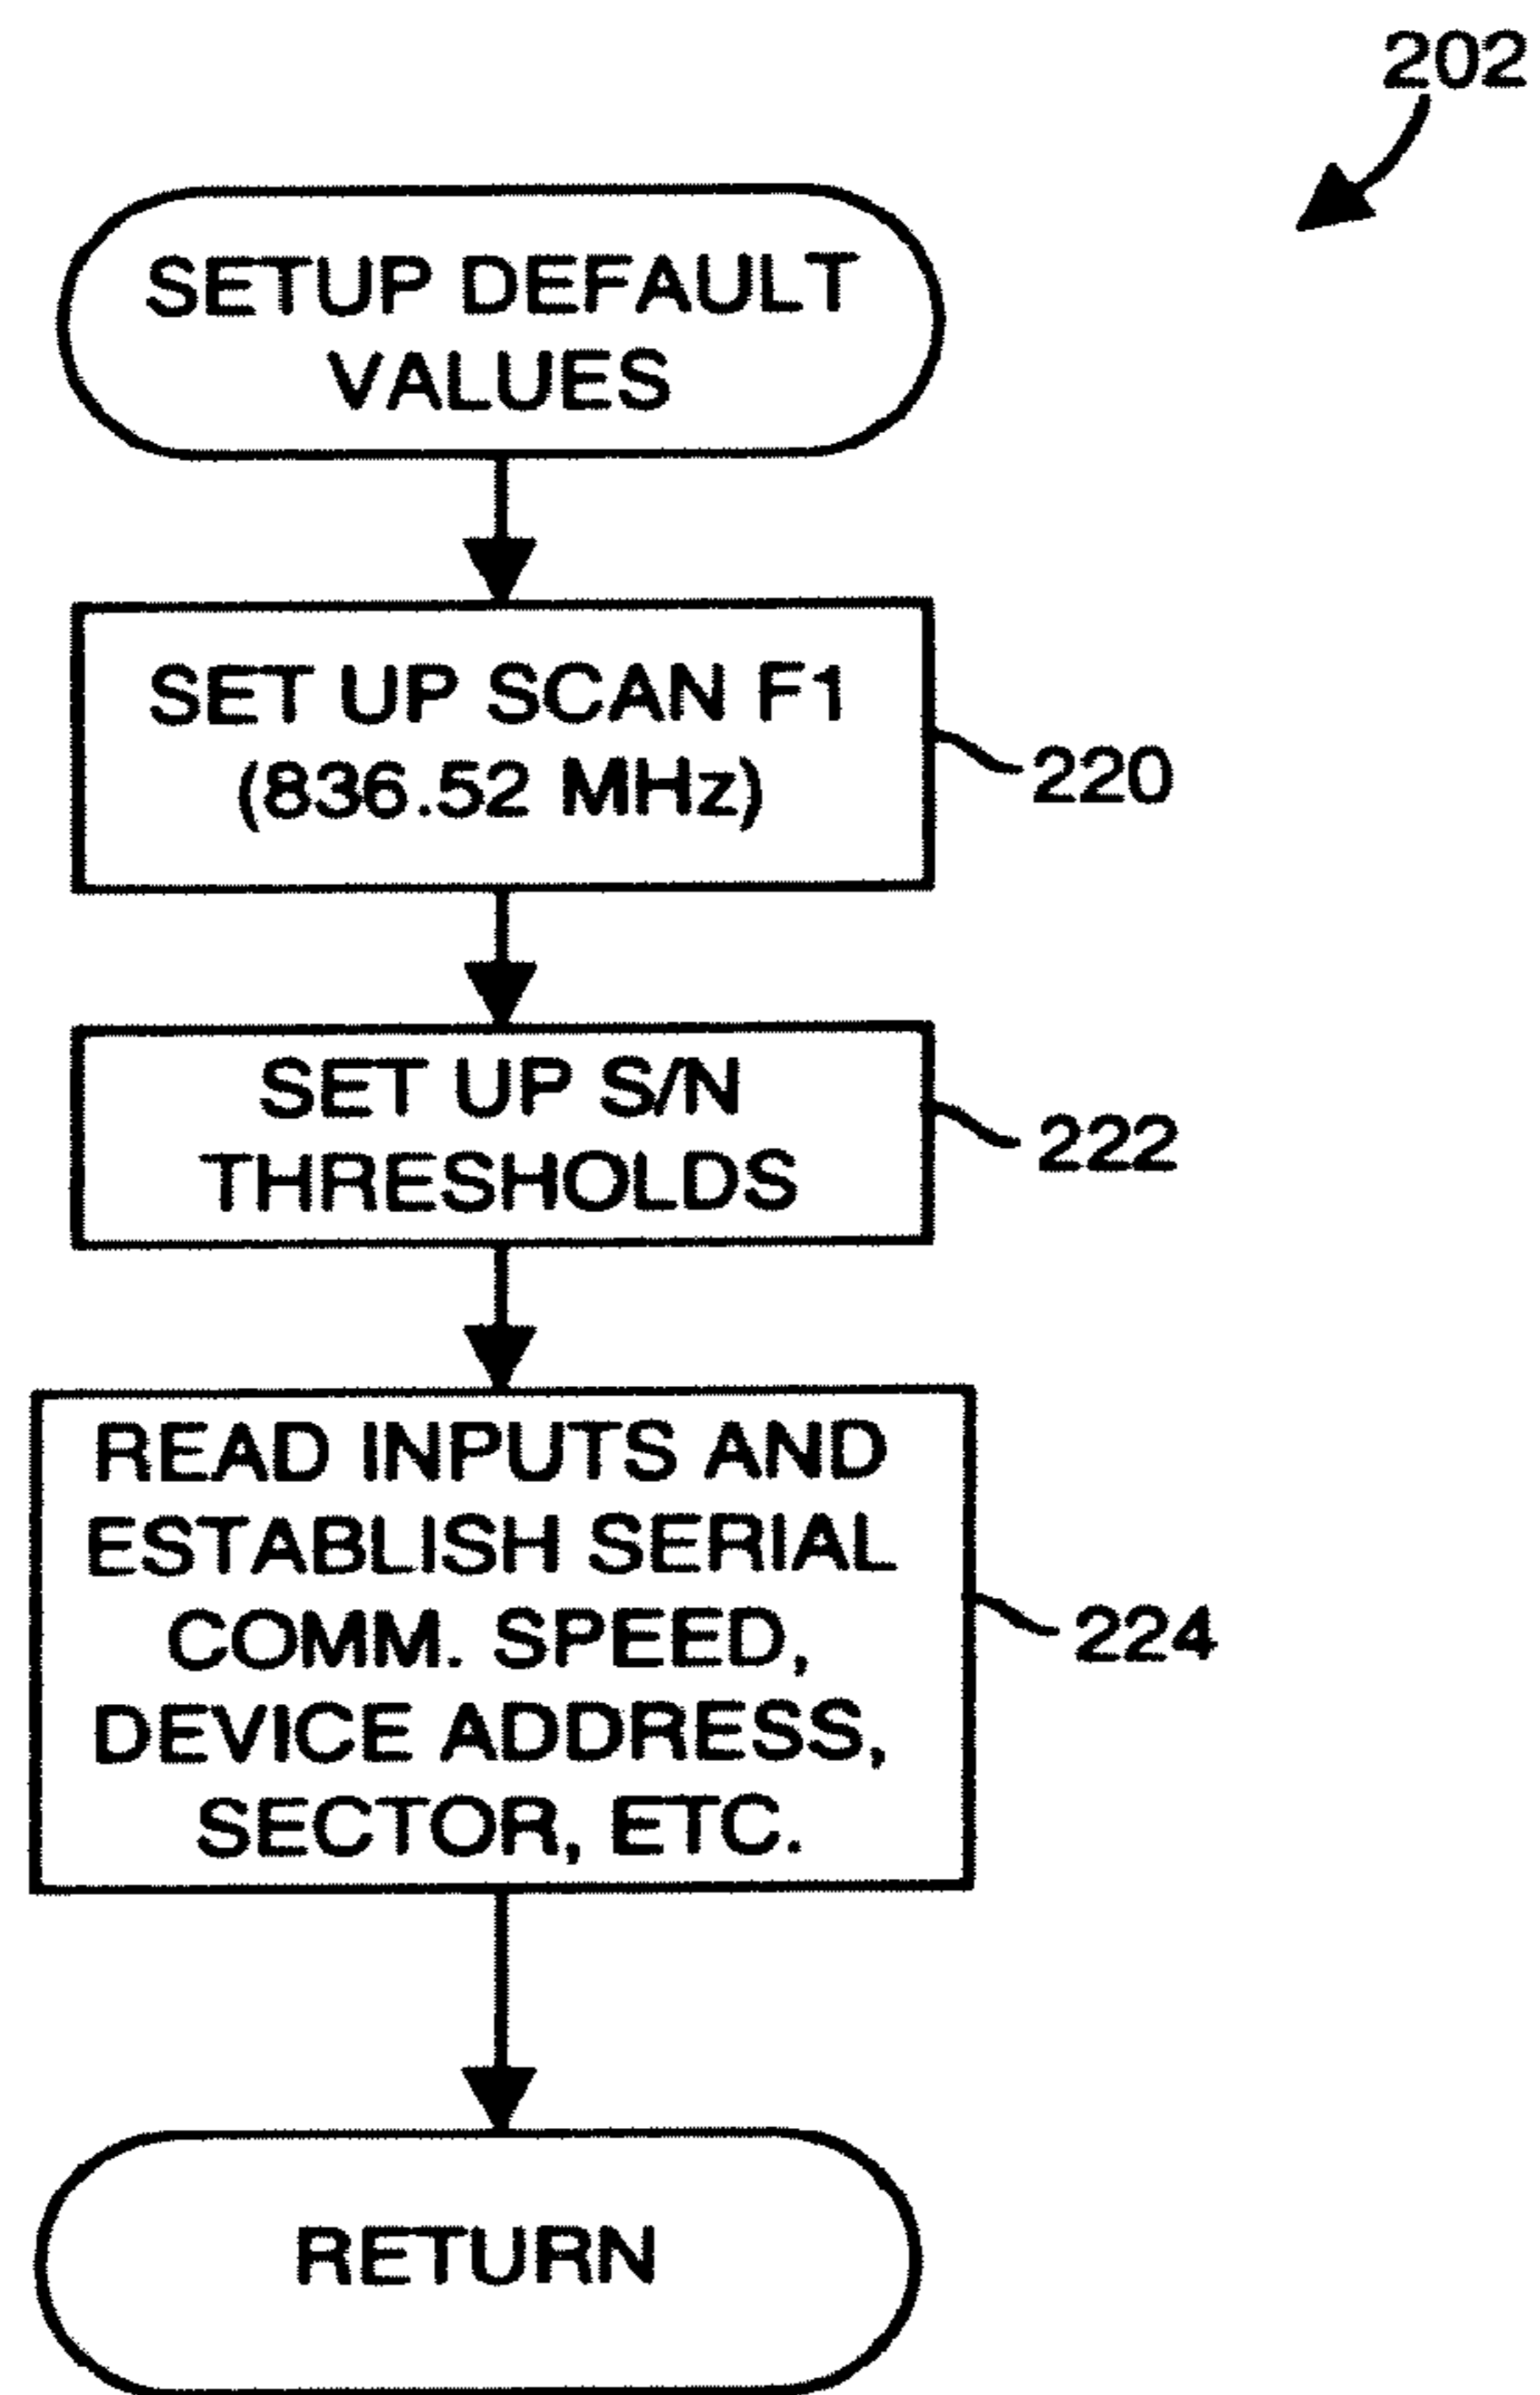 202
SETUP DEFAULT
VALUES
SET UP SCAN F1
(836.52 MHz)
220
SET UP S/N
THRESHOLDS
222
READ INPUTS AND
ESTABLISH SERIAL
COMM. SPEED,
DEVICE ADDRESS,
SECTOR, ETC.
224
RETURN